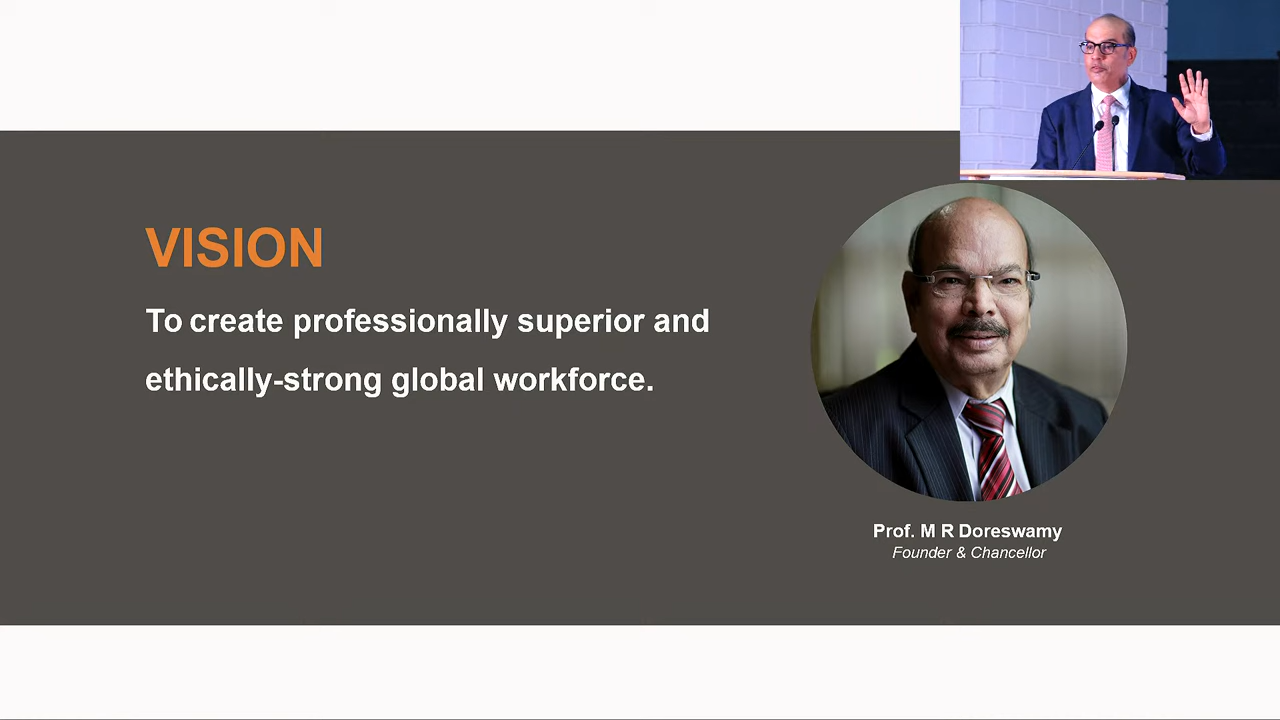 VISION
To create professionally superior and
ethically-strong global workforce.
Prof. M R Doreswamy
Founder & Chancellor